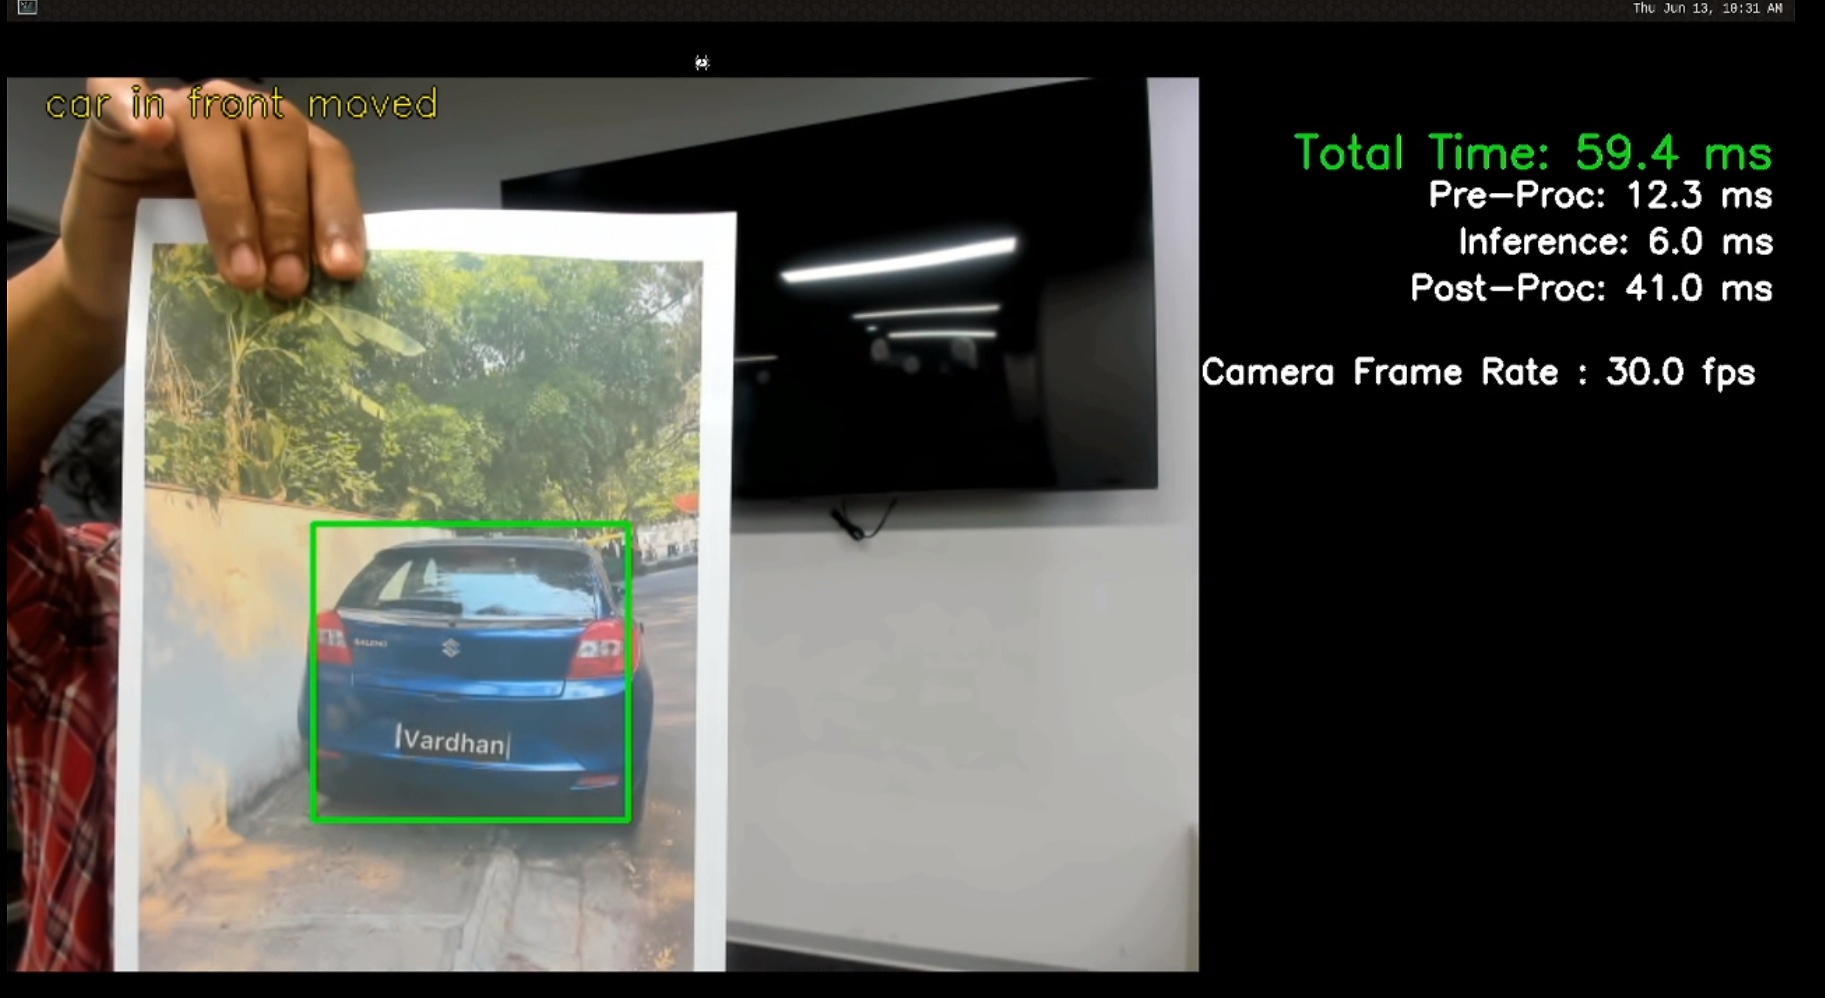 Thu Jun 13, 10:31 AM
car in front moved
Total Time: 59.4 ms
Pre-Proc: 12.3 ms
Inference: 6.0 ms
Post-Proc: 41.0 ms
Camera Frame Rate : 30.0 fps
BALENO
Vardhan